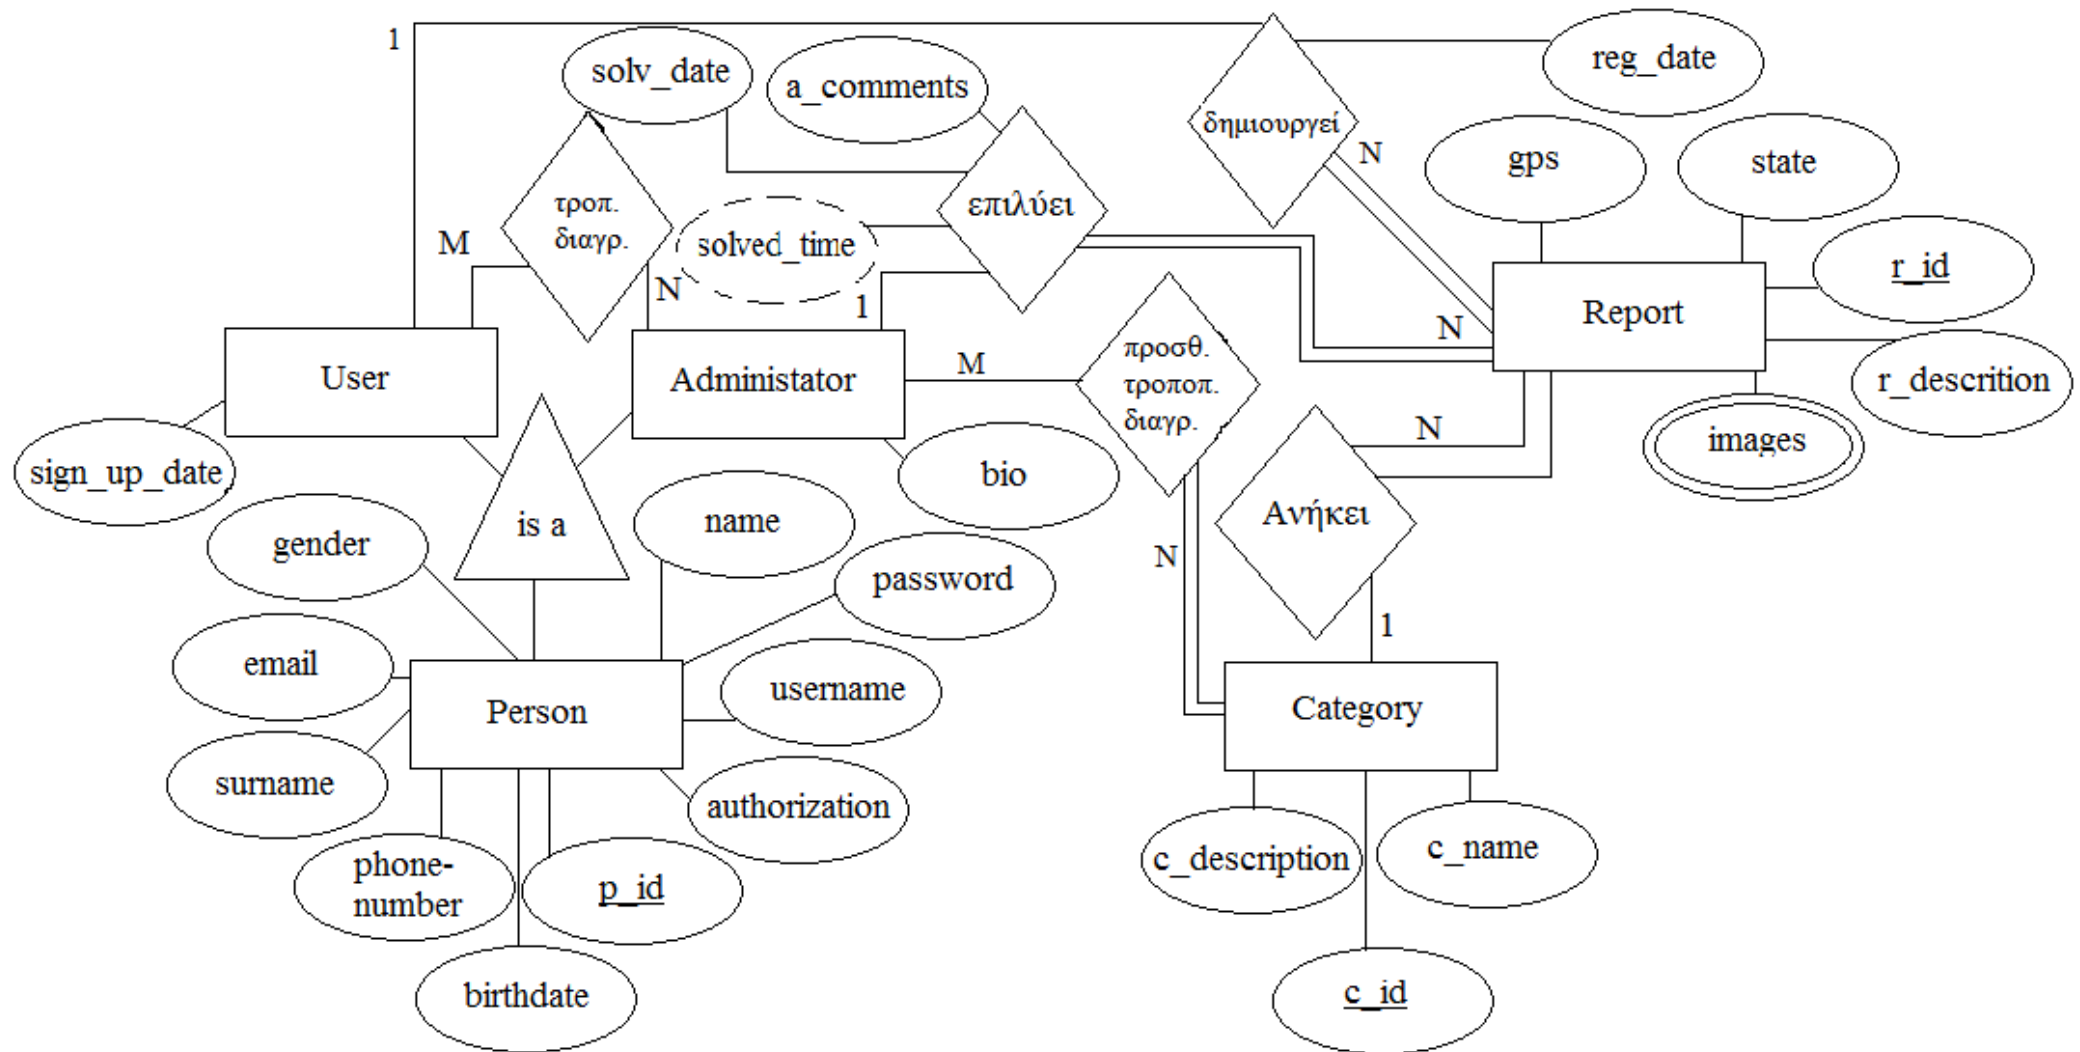 1
solv_date
a_comments
reg_date
δημιουργεί
N
gps
state
τροπ.
διαγρ.
M
N
solved_time
επιλύει
1
r_id
Report
N
r_descrition
images
User
Administator
M
προσθ.
τροποπ.
διαγρ.
N
sign_up_date
bio
Ανήκει
is a
name
gender
password
N
1
email
username
Person
Category
surname
authorization
phone-
number
p_id
c_description
c_name
birthdate
c_id